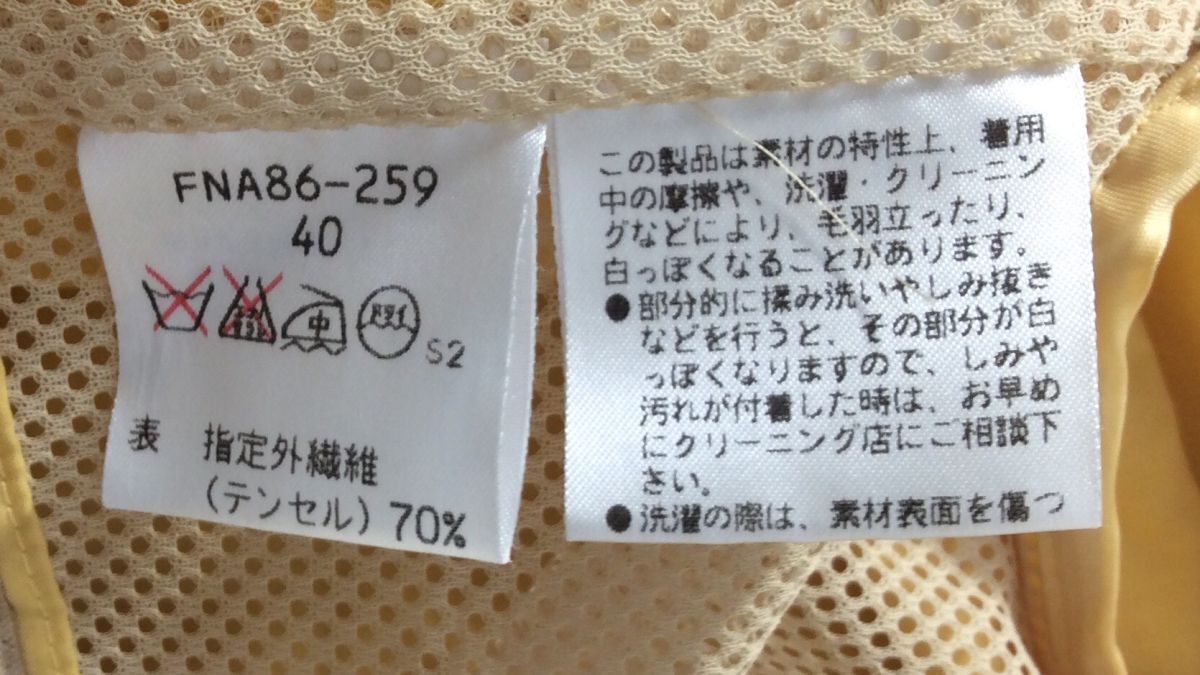 FNA86-259
40
中
S2
表 指定外繊維
(テンセル) 70%
この製品は素材の特性上、着用
中の摩擦や、洗濯・クリーニン
グなどにより、毛羽立ったり、
白っぽくなることがあります。
●部分的に揉み洗いやしみ抜き
などを行うと、その部分が白
っぽくなりますので、しみや
汚れが付着した時は、お早め
にクリーニング店にご相談下
さい。
●洗濯の際は、素材表面を傷つ